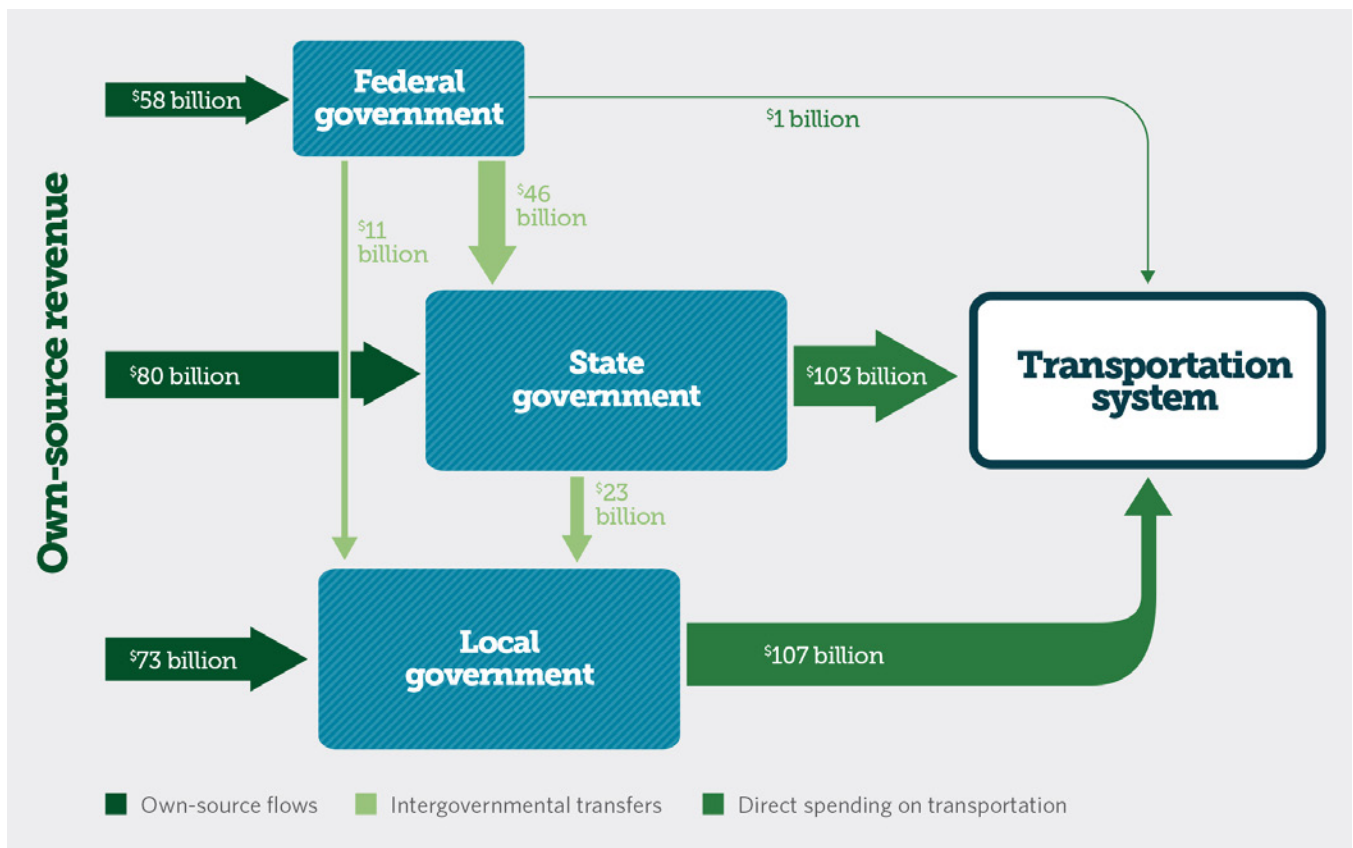 Own-source revenue
$58 billion
Federal
government
$1 billion
$46
billion
$11
billion
$80 billion
State
government
$103 billion
Transportation
system
$23
billion
$73 billion
Local
government
$107 billion
Own-source flows
Intergovernmental transfers
Direct spending on transportation